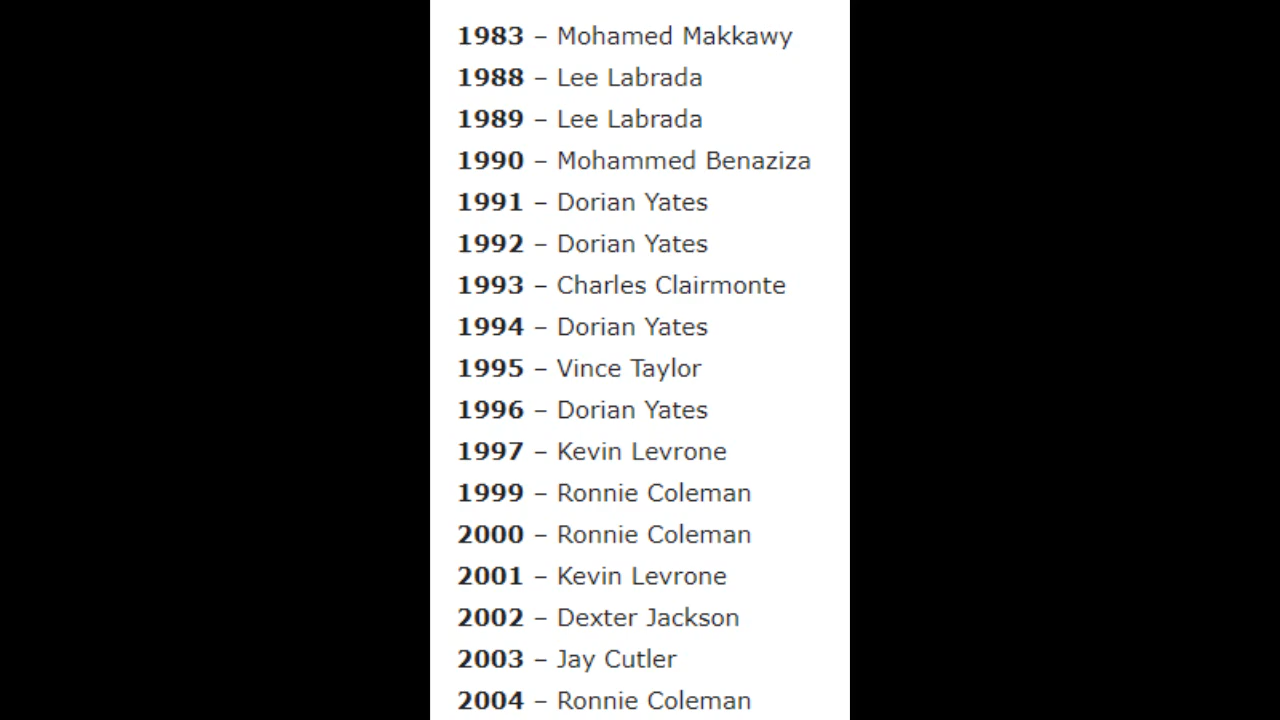 1983 – Mohamed Makkawy
1988 – Lee Labrada
1989 – Lee Labrada
1990 – Mohammed Benaziza
1991 – Dorian Yates
1992 – Dorian Yates
1993 – Charles Clairmonte
1994 – Dorian Yates
1995 – Vince Taylor
1996 – Dorian Yates
1997 – Kevin Levrone
1999 – Ronnie Coleman
2000 – Ronnie Coleman
2001 – Kevin Levrone
2002 – Dexter Jackson
2003 – Jay Cutler
2004 – Ronnie Coleman